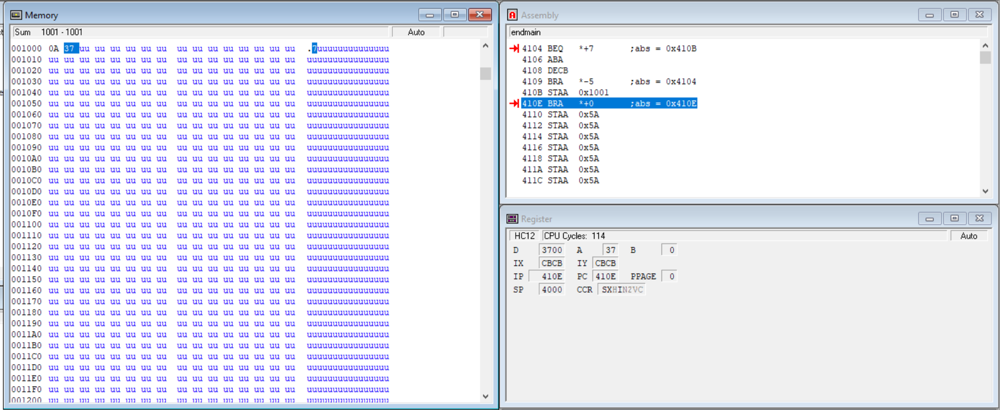 Memory
Sum 1001 - 1001 Auto
001000 0A 37 uu uu uu uu uu uu uu uu uu uu uu uu uu uu .7uuuuuuuuuuuuuu
001010 uu uu uu uu uu uu uu uu uu uu uu uu uu uu uu uu uuuuuuuuuuuuuuuu
001020 uu uu uu uu uu uu uu uu uu uu uu uu uu uu uu uu uuuuuuuuuuuuuuuu
001030 uu uu uu uu uu uu uu uu uu uu uu uu uu uu uu uu uuuuuuuuuuuuuuuu
001040 uu uu uu uu uu uu uu uu uu uu uu uu uu uu uu uu uuuuuuuuuuuuuuuu
001050 uu uu uu uu uu uu uu uu uu uu uu uu uu uu uu uu uuuuuuuuuuuuuuuu
001060 uu uu uu uu uu uu uu uu uu uu uu uu uu uu uu uu uuuuuuuuuuuuuuuu
001070 uu uu uu uu uu uu uu uu uu uu uu uu uu uu uu uu uuuuuuuuuuuuuuuu
001080 uu uu uu uu uu uu uu uu uu uu uu uu uu uu uu uu uuuuuuuuuuuuuuuu
001090 uu uu uu uu uu uu uu uu uu uu uu uu uu uu uu uu uuuuuuuuuuuuuuuu
0010A0 uu uu uu uu uu uu uu uu uu uu uu uu uu uu uu uu uuuuuuuuuuuuuuuu
0010B0 uu uu uu uu uu uu uu uu uu uu uu uu uu uu uu uu uuuuuuuuuuuuuuuu
0010C0 uu uu uu uu uu uu uu uu uu uu uu uu uu uu uu uu uuuuuuuuuuuuuuuu
0010D0 uu uu uu uu uu uu uu uu uu uu uu uu uu uu uu uu uuuuuuuuuuuuuuuu
0010E0 uu uu uu uu uu uu uu uu uu uu uu uu uu uu uu uu uuuuuuuuuuuuuuuu
0010F0 uu uu uu uu uu uu uu uu uu uu uu uu uu uu uu uu uuuuuuuuuuuuuuuu
001100 uu uu uu uu uu uu uu uu uu uu uu uu uu uu uu uu uuuuuuuuuuuuuuuu
001110 uu uu uu uu uu uu uu uu uu uu uu uu uu uu uu uu uuuuuuuuuuuuuuuu
001120 uu uu uu uu uu uu uu uu uu uu uu uu uu uu uu uu uuuuuuuuuuuuuuuu
001130 uu uu uu uu uu uu uu uu uu uu uu uu uu uu uu uu uuuuuuuuuuuuuuuu
001140 uu uu uu uu uu uu uu uu uu uu uu uu uu uu uu uu uuuuuuuuuuuuuuuu
001150 uu uu uu uu uu uu uu uu uu uu uu uu uu uu uu uu uuuuuuuuuuuuuuuu
001160 uu uu uu uu uu uu uu uu uu uu uu uu uu uu uu uu uuuuuuuuuuuuuuuu
001170 uu uu uu uu uu uu uu uu uu uu uu uu uu uu uu uu uuuuuuuuuuuuuuuu
001180 uu uu uu uu uu uu uu uu uu uu uu uu uu uu uu uu uuuuuuuuuuuuuuuu
001190 uu uu uu uu uu uu uu uu uu uu uu uu uu uu uu uu uuuuuuuuuuuuuuuu
0011A0 uu uu uu uu uu uu uu uu uu uu uu uu uu uu uu uu uuuuuuuuuuuuuuuu
0011B0 uu uu uu uu uu uu uu uu uu uu uu uu uu uu uu uu uuuuuuuuuuuuuuuu
0011C0 uu uu uu uu uu uu uu uu uu uu uu uu uu uu uu uu uuuuuuuuuuuuuuuu
0011D0 uu uu uu uu uu uu uu uu uu uu uu uu uu uu uu uu uuuuuuuuuuuuuuuu
0011E0 uu uu uu uu uu uu uu uu uu uu uu uu uu uu uu uu uuuuuuuuuuuuuuuu
0011F0 uu uu uu uu uu uu uu uu uu uu uu uu uu uu uu uu uuuuuuuuuuuuuuuu
001200 uu uu uu uu uu uu uu uu uu uu uu uu uu uu uu uu uuuuuuuuuuuuuuuu
Assembly
endmain
4104 BEQ *+7 ;abs = 0x410B
4106 ABA
4108 DECB
4109 BRA *-5 ;abs = 0x4104
410B STAA 0x1001
410E BRA *+0 ;abs = 0x410E
4110 STAA 0x5A
4112 STAA 0x5A
4114 STAA 0x5A
4116 STAA 0x5A
4118 STAA 0x5A
411A STAA 0x5A
411C STAA 0x5A
Register
HC12 CPU Cycles: 114 Auto
D 3700 A 37 B 0
IX CBCB IY CBCB
IP 410E PC 410E PPAGE 0
SP 4000 CCR SXHINZVC